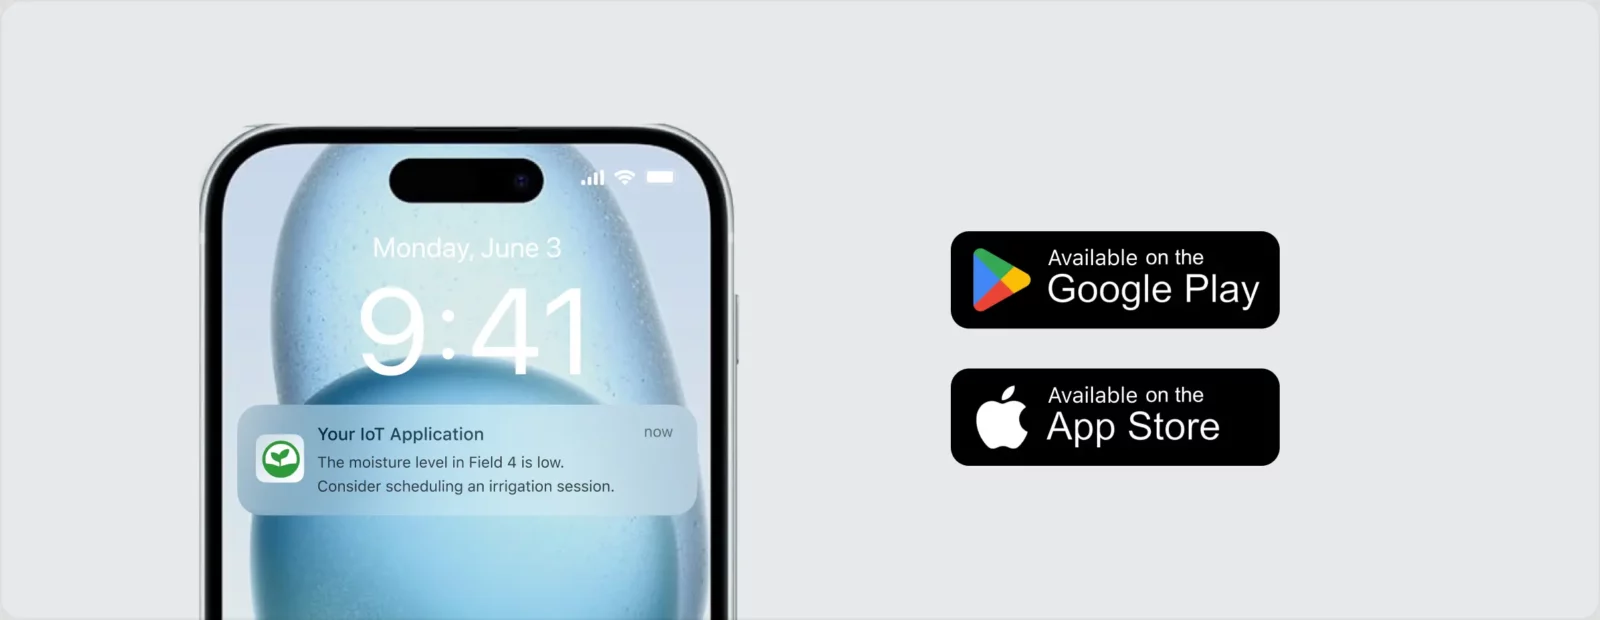 Monday, June 3
9:41
Your IoT Application
now
The moisture level in Field 4 is low.
Consider scheduling an irrigation session.
Available on the
Google Play
Available on the
App Store